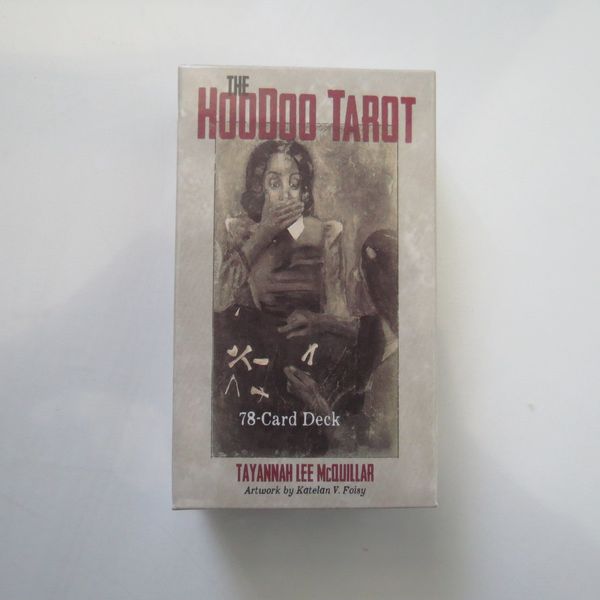 THE
HOODOO TAROT
78-Card Deck
TAYANNAH LEE McQUILLAR
Artwork by Katelan V. Foisy